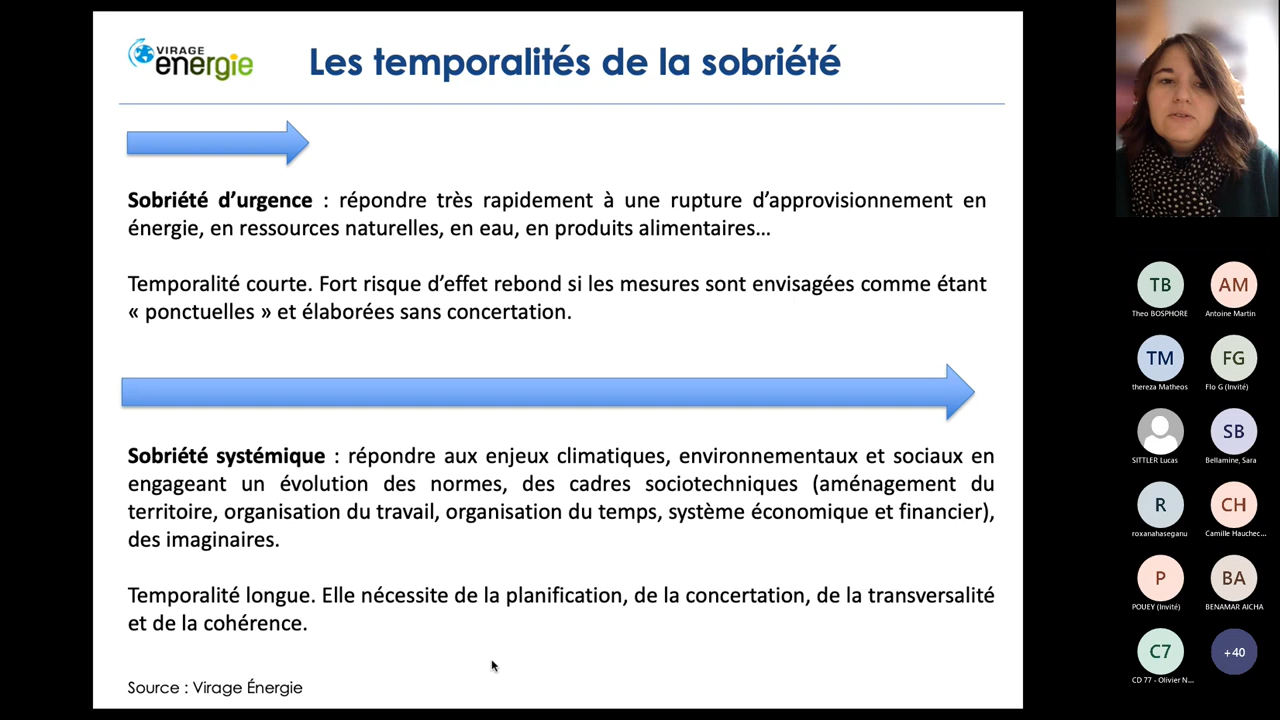 VIRAGE
énergie
Les temporalités de la sobriété
Sobriété d’urgence : répondre très rapidement à une rupture d’approvisionnement en
énergie, en ressources naturelles, en eau, en produits alimentaires…
Temporalité courte. Fort risque d’effet rebond si les mesures sont envisagées comme étant
« ponctuelles » et élaborées sans concertation.
Sobriété systémique : répondre aux enjeux climatiques, environnementaux et sociaux en
engageant un évolution des normes, des cadres sociotechniques (aménagement du
territoire, organisation du travail, organisation du temps, système économique et financier),
des imaginaires.
Temporalité longue. Elle nécessite de la planification, de la concertation, de la transversalité
et de la cohérence.
Source : Virage Énergie
TB
AM
Theo BOSPHORE
Antoine Martin
TM
FG
thereza Matheos
Flo G (Invité)
SB
SITTLER Lucas
Bellamine, Sara
R
CH
roxanahaseganu
Camille Hauchec...
P
BA
POUEY (Invité)
BENAMAR AICHA
C7
+40
CD 77 - Olivier N...